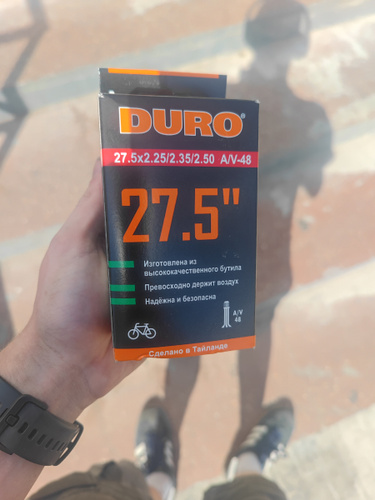 DURO®
27.5x2.25/2.35/2.50 A/V-48
27.5"
Изготовлена из
высококачественного бутила
Превосходно держит воздух
Надёжна и безопасна
A/V
48
Сделано в Тайланде